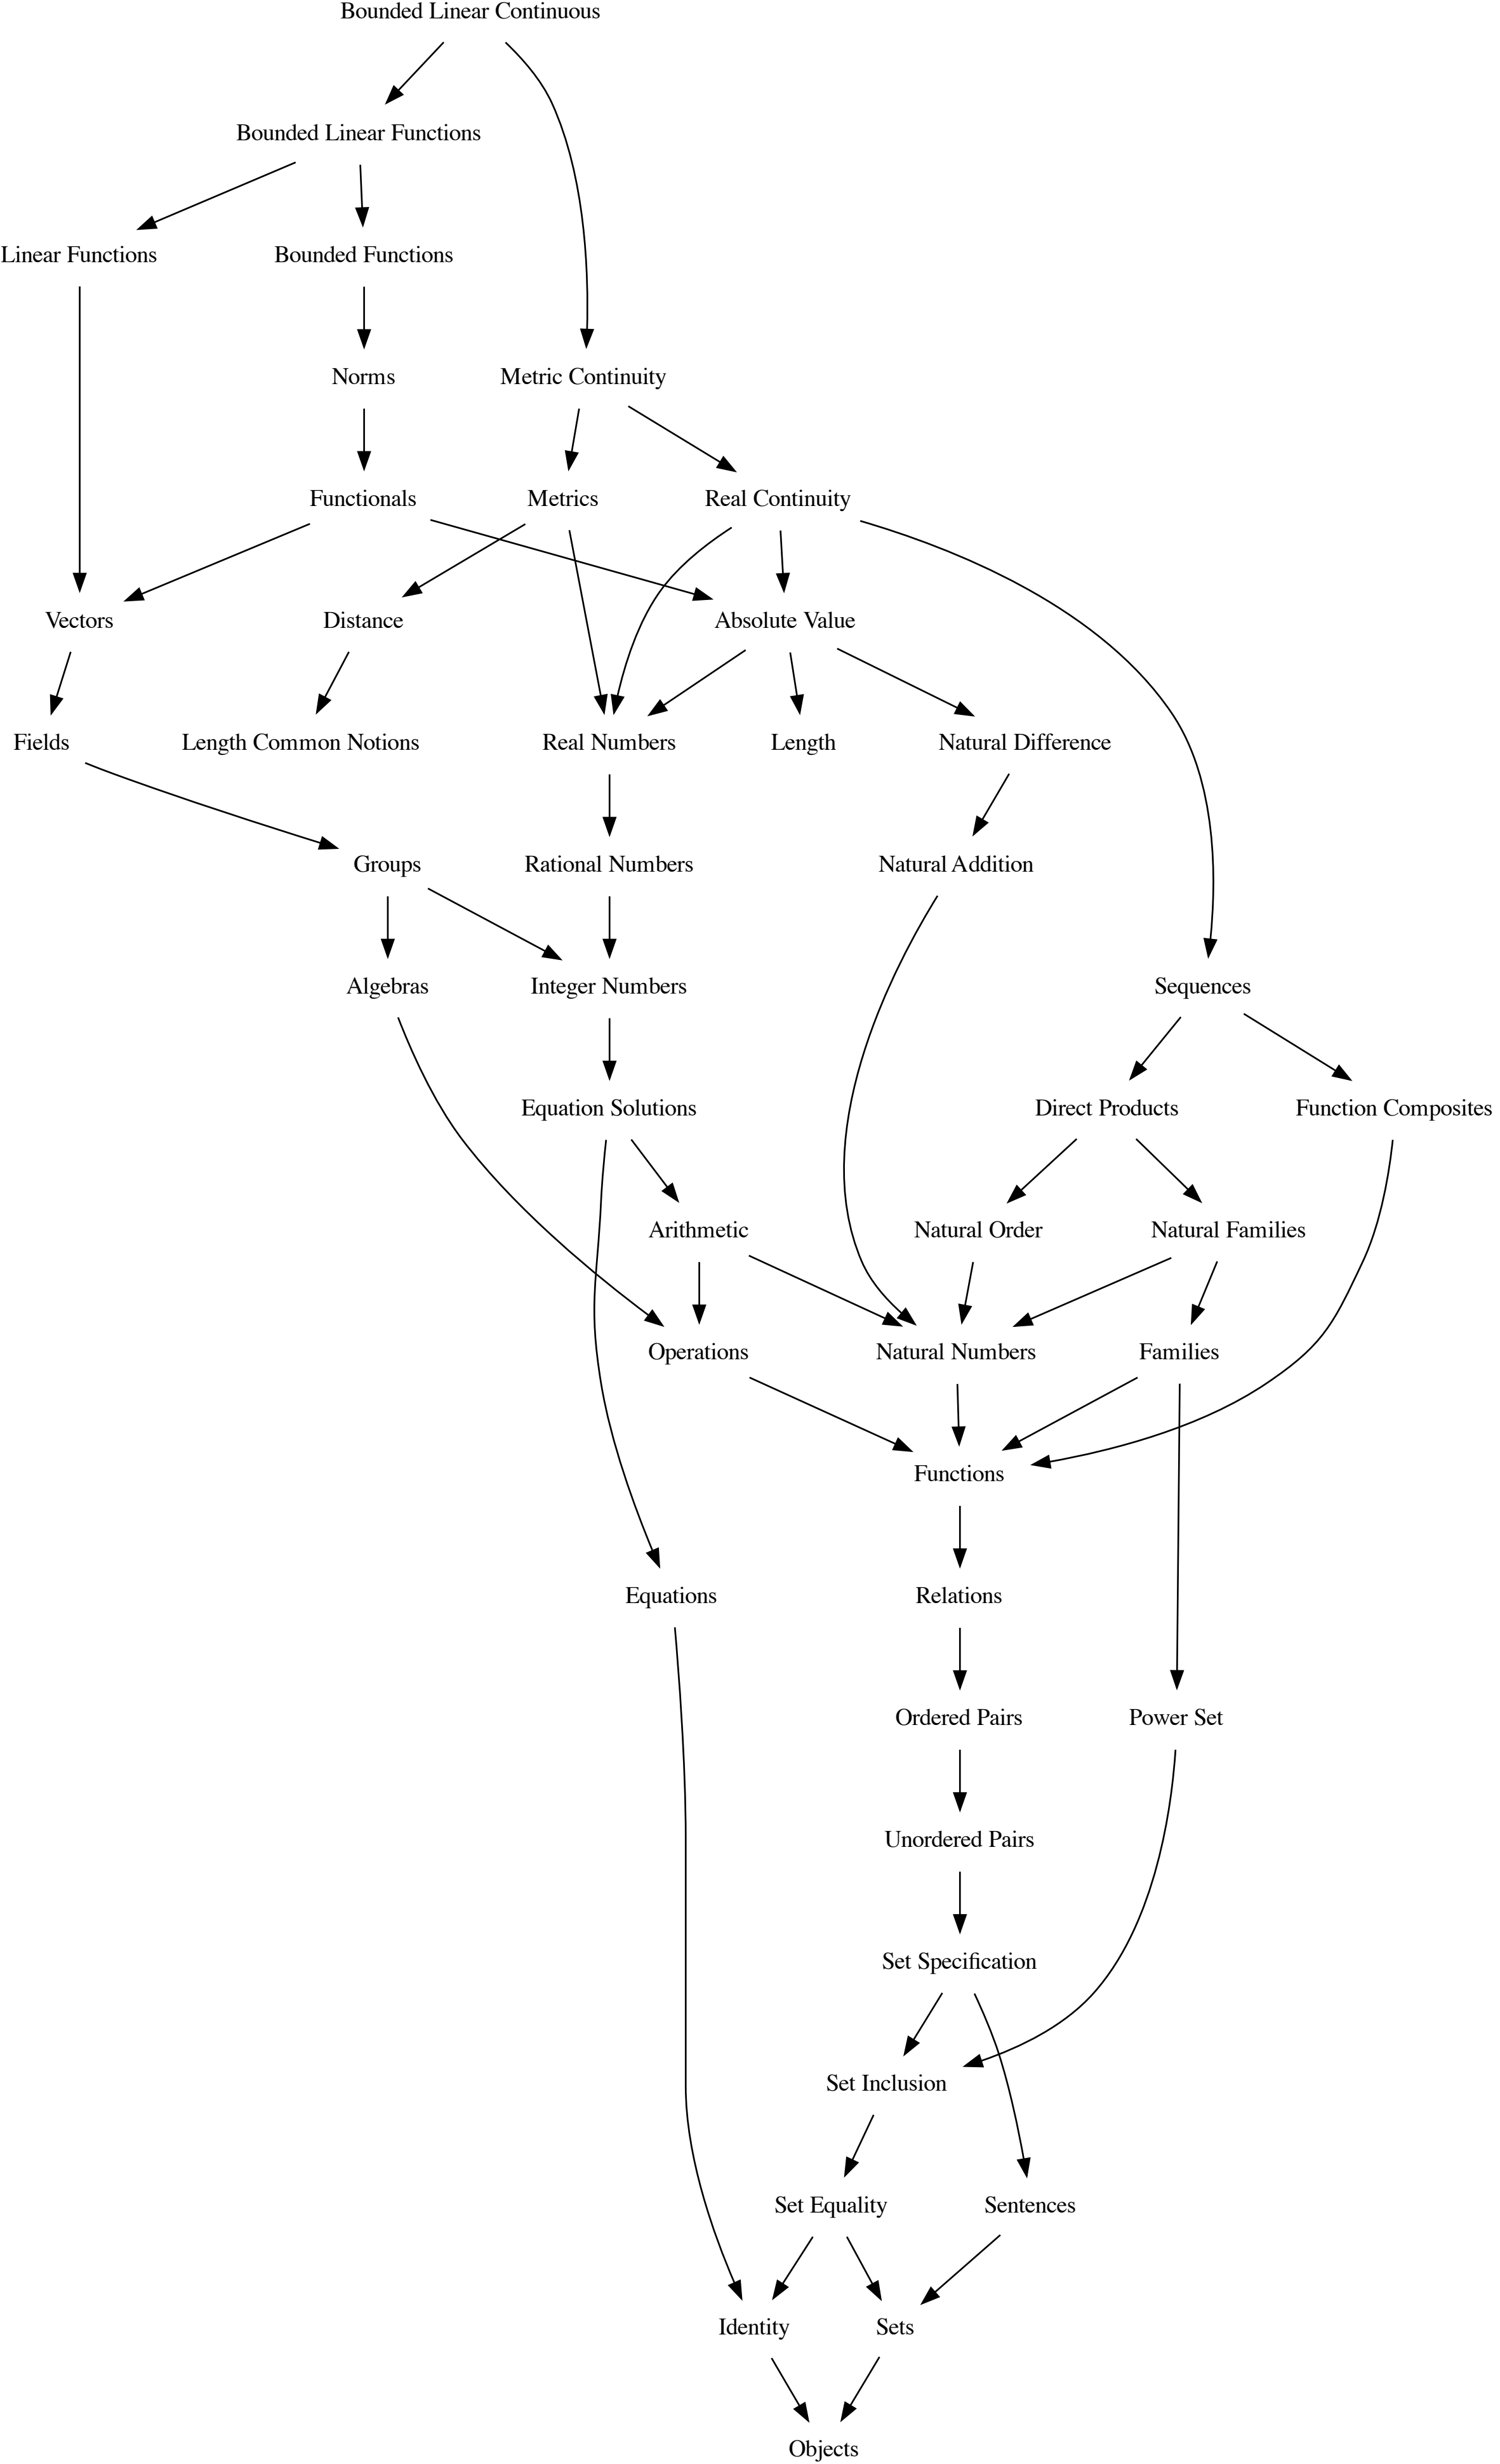 Bounded Linear Continuous
Bounded Linear Functions
Linear Functions
Bounded Functions
Norms
Metric Continuity
Functionals
Metrics
Real Continuity
Vectors
Distance
Absolute Value
Fields
Length Common Notions
Real Numbers
Length
Natural Difference
Groups
Rational Numbers
Natural Addition
Algebras
Integer Numbers
Sequences
Equation Solutions
Direct Products
Function Composites
Arithmetic
Natural Order
Natural Families
Operations
Natural Numbers
Families
Functions
Equations
Relations
Ordered Pairs
Power Set
Unordered Pairs
Set Specification
Set Inclusion
Set Equality
Sentences
Identity
Sets
Objects